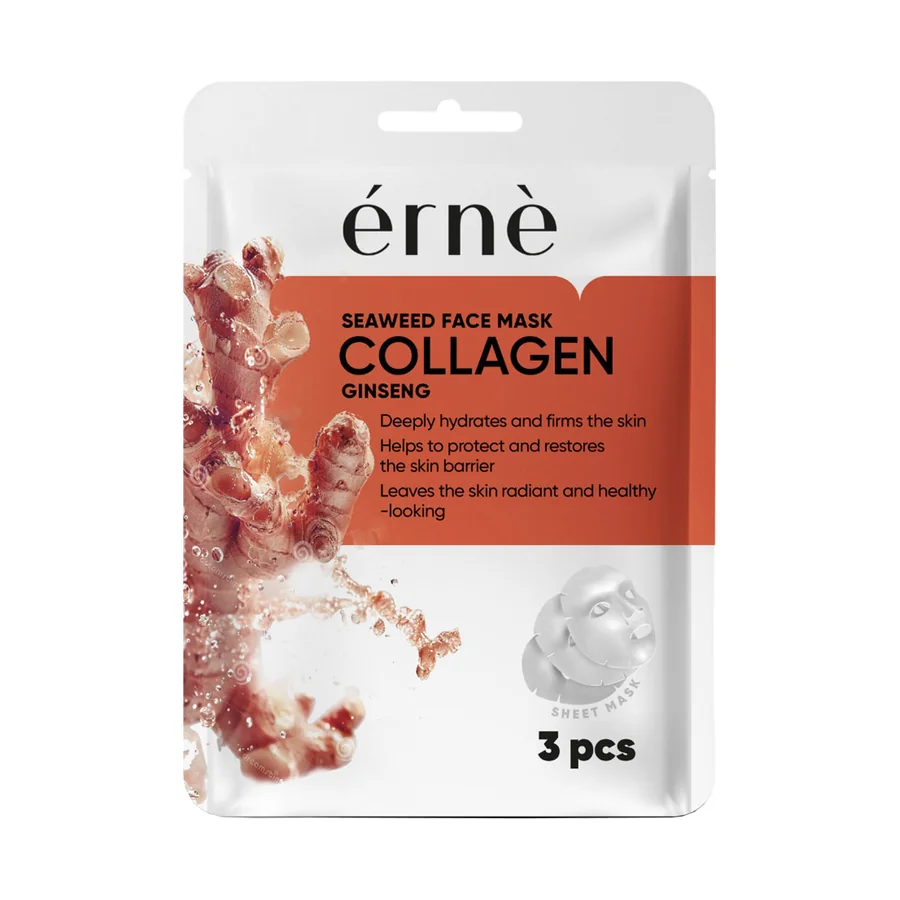 érnè
SEAWEED FACE MASK
COLLAGEN
GINSENG
Deeply hydrates and firms the skin
Helps to protect and restores
the skin barrier
Leaves the skin radiant and healthy
-looking
SHEET MASK
3 pcs